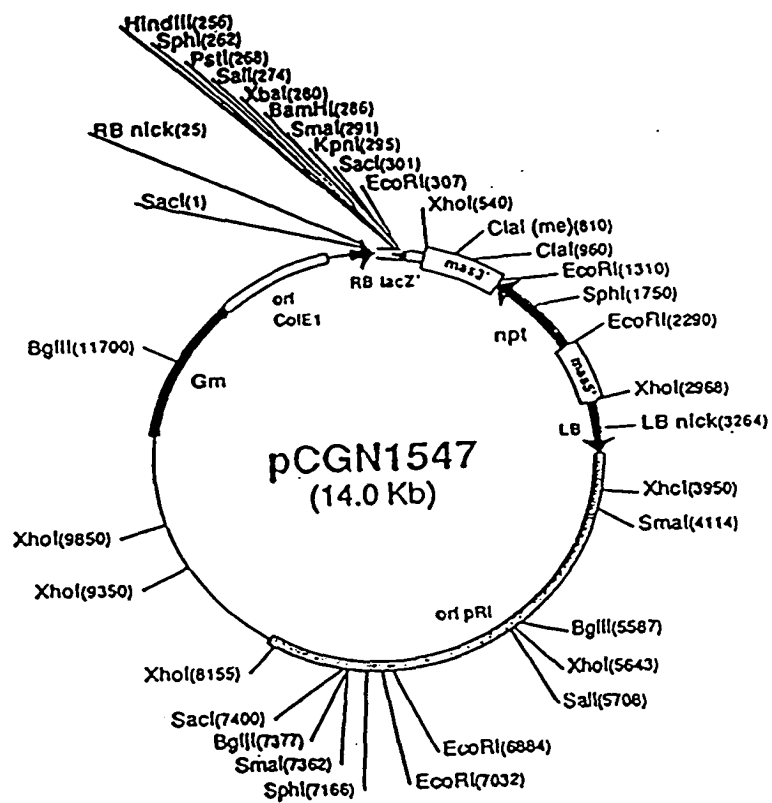 HindIII(256)
SphI(262)
PstI(268)
SalI(274)
XbaI(280)
BamHI(286)
SmaI(291)
KpnI(295)
SacI(301)
EcoRI(307)
RB nick(25)
SacI(1)
XhoI(540)
ClaI (me)(810)
ClaI(960)
EcoRI(1310)
SphI(1750)
EcoRI(2290)
XhoI(2968)
LB nick(3264)
XhoI(3950)
SmaI(4114)
BglII(5587)
XhoI(5643)
SalI(5708)
EcoRI(6884)
EcoRI(7032)
SphI(7166)
SmaI(7362)
BglII(7377)
SacI(7400)
XhoI(8155)
XhoI(9350)
XhoI(9850)
BglII(11700)
Gm
ori
ColE1
RB lacZ'
mas3'
npt
mas5'
LB
ori pRi
pCGN1547
(14.0 Kb)